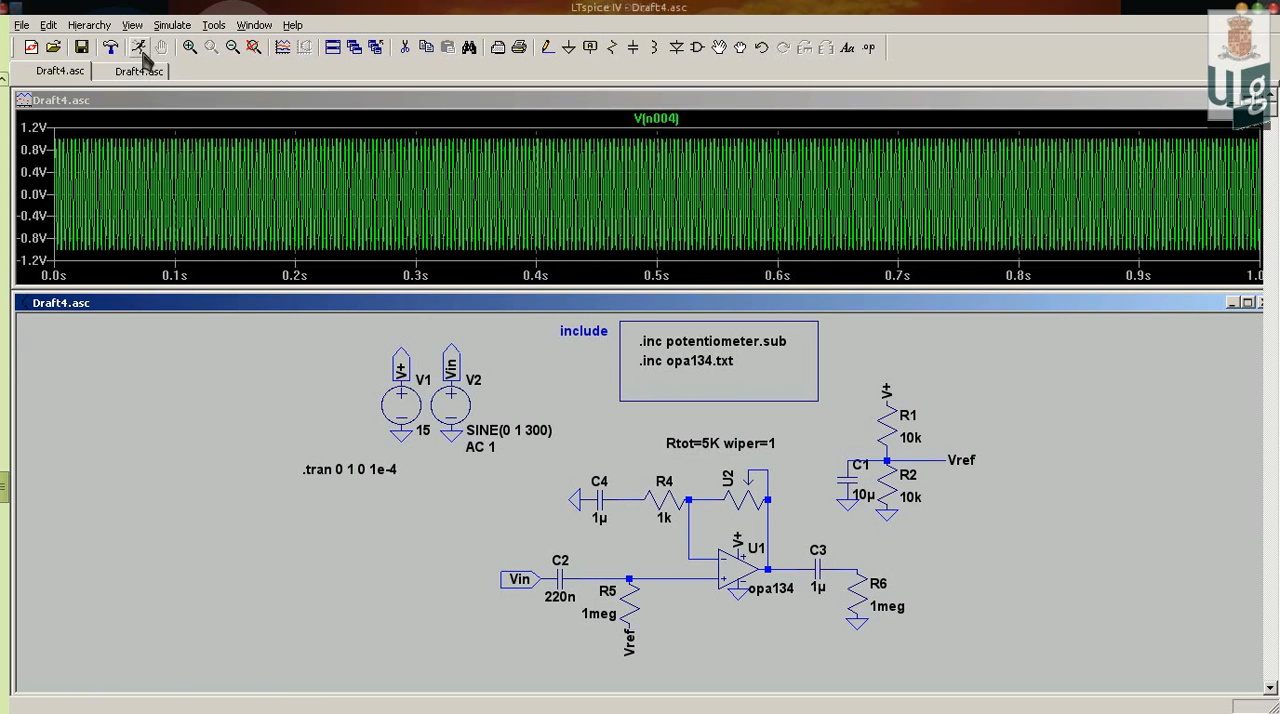 LTspice IV - Draft4.asc
File Edit Hierarchy View Simulate Tools Window Help
Draft4.asc Draft4.asc
Draft4.asc
V(n004)
1.2V
0.8V
0.4V
0.0V
-0.4V
-0.8V
-1.2V
0.0s 0.1s 0.2s 0.3s 0.4s 0.5s 0.6s 0.7s 0.8s 0.9s 1.0
Draft4.asc
include
.inc potentiometer.sub
.inc opa134.txt
V+
V1
15
Vin
V2
SINE(0 1 300)
AC 1
.tran 0 1 0 1e-4
Rtot=5K wiper=1
V+
R1
10k
Vref
C1
10µ
R2
10k
C4
1µ
R4
1k
U2
V+
U1
opa134
C3
1µ
R6
1meg
Vin
C2
220n
R5
1meg
Vref
Ug